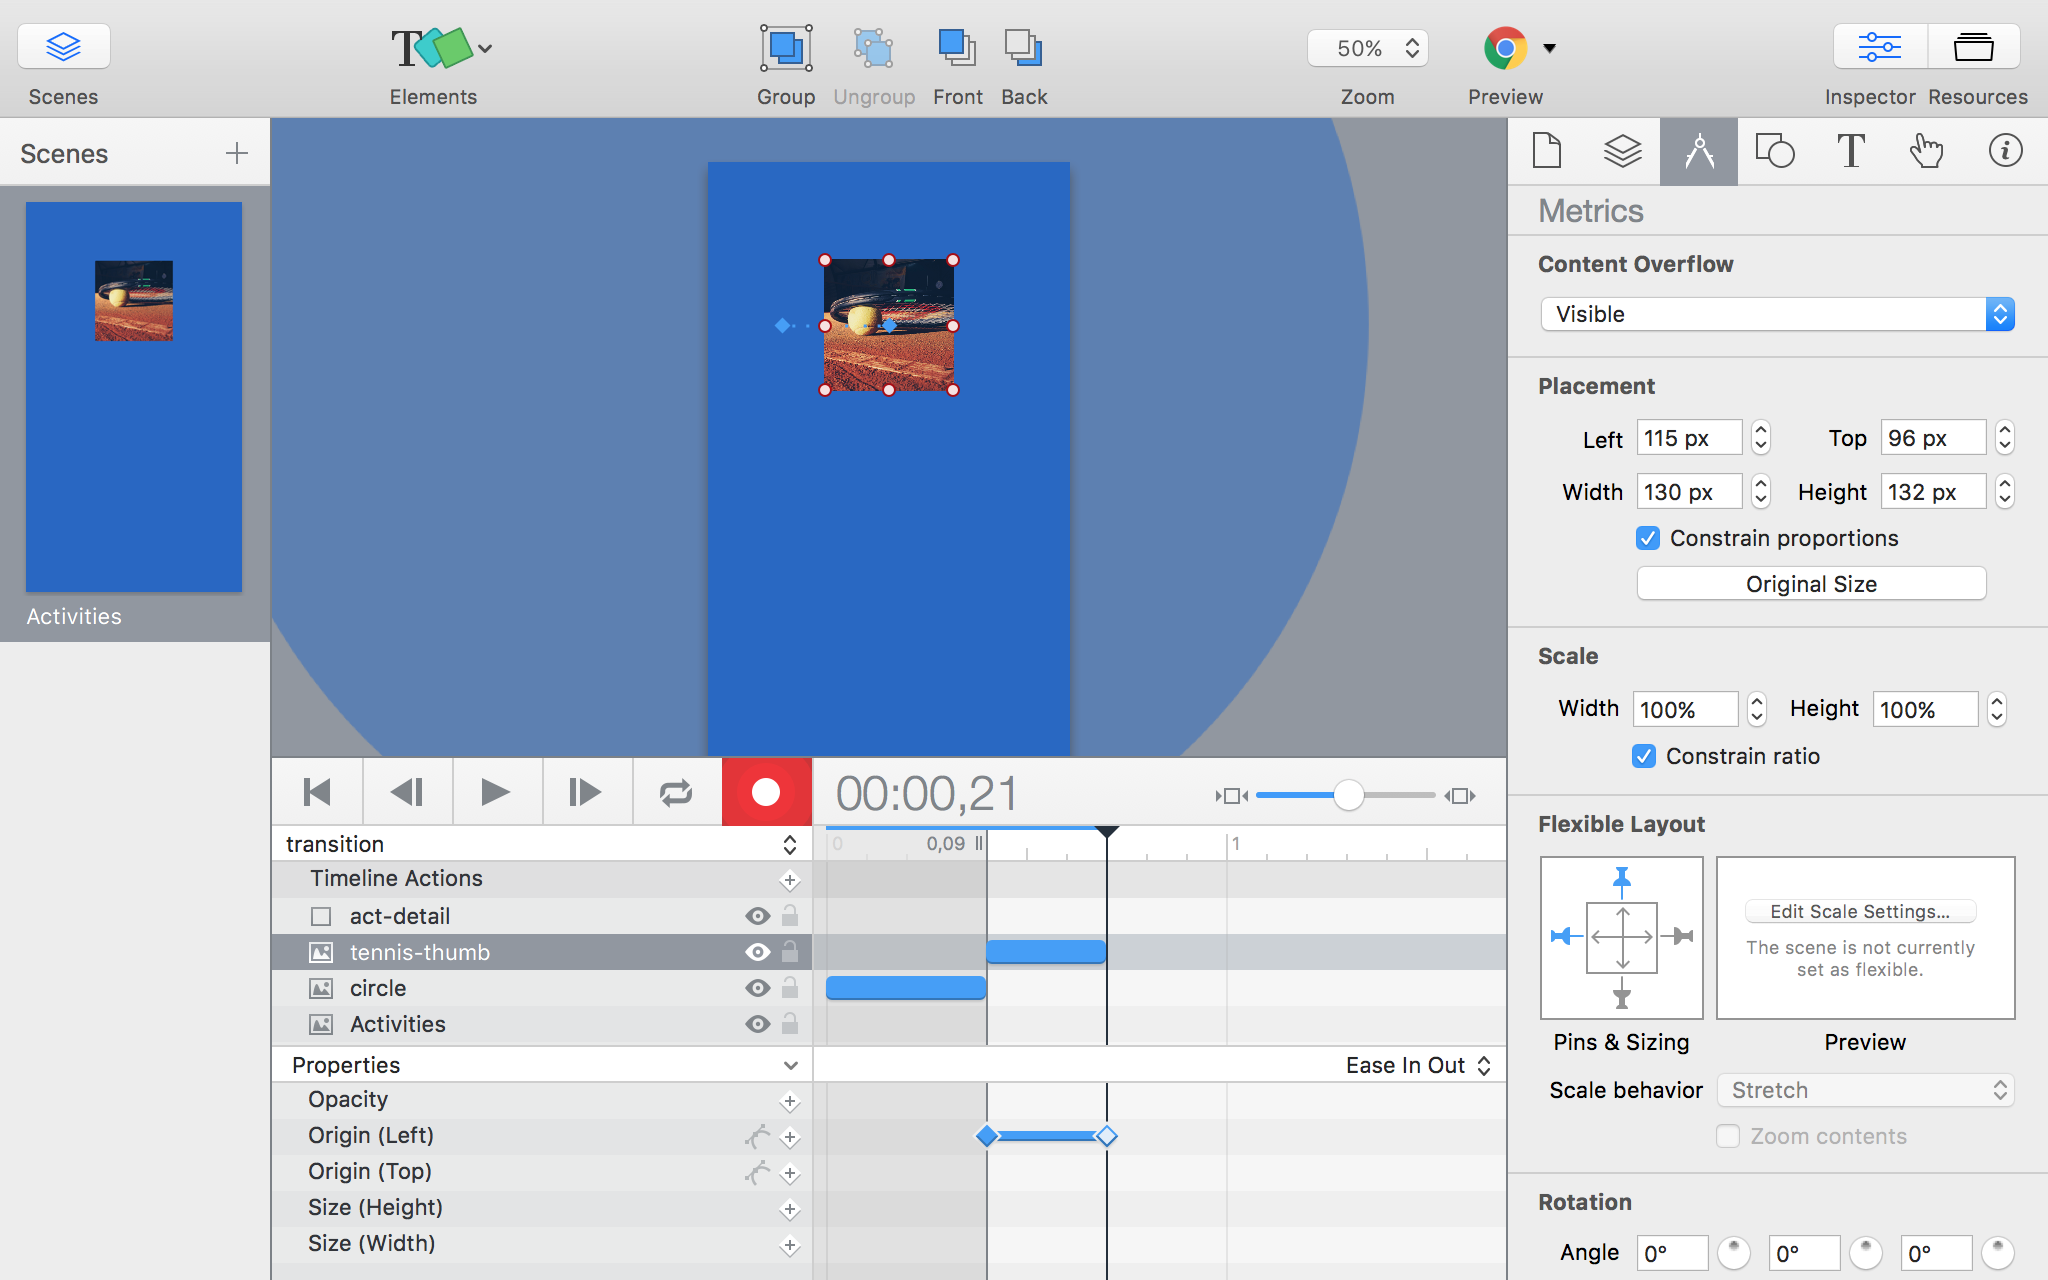 Scenes
T
Elements
Group
Ungroup
Front
Back
50%
Zoom
Preview
Inspector
Resources
Scenes
Activities
T
i
Metrics
Content Overflow
Visible
Placement
Left 115 px Top 96 px
Width 130 px Height 132 px
Constrain proportions
Original Size
Scale
Width 100% Height 100%
Constrain ratio
Flexible Layout
Edit Scale Settings...
The scene is not currently
set as flexible.
Pins & Sizing
Preview
Scale behavior Stretch
Zoom contents
Rotation
Angle 0° 0° 0°
00:00,21
transition
0 0,09 1
Timeline Actions
act-detail
tennis-thumb
circle
Activities
Properties
Ease In Out
Opacity
Origin (Left)
Origin (Top)
Size (Height)
Size (Width)